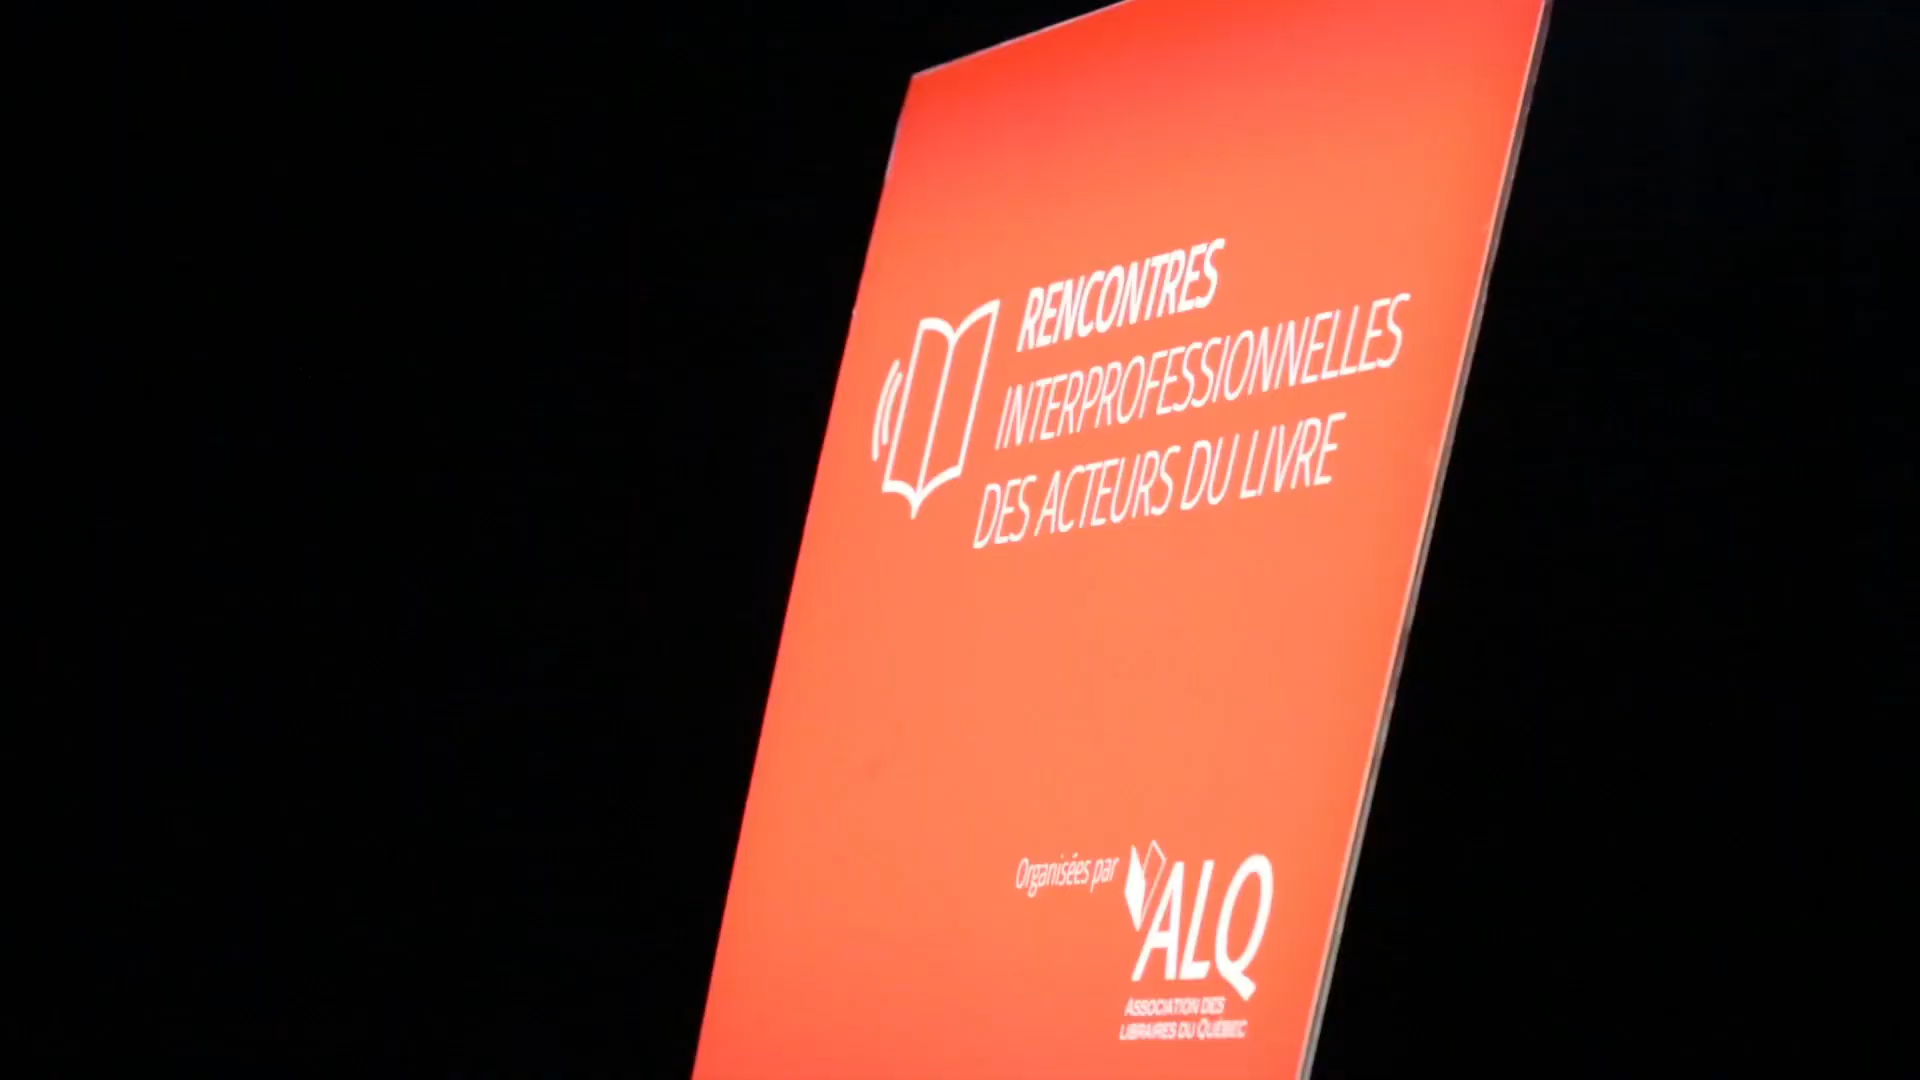 RENCONTRES
INTERPROFESSIONNELLES
DES ACTEURS DU LIVRE
Organisées par
ALQ
ASSOCIATION DES
LIBRAIRES DU QUÉBEC